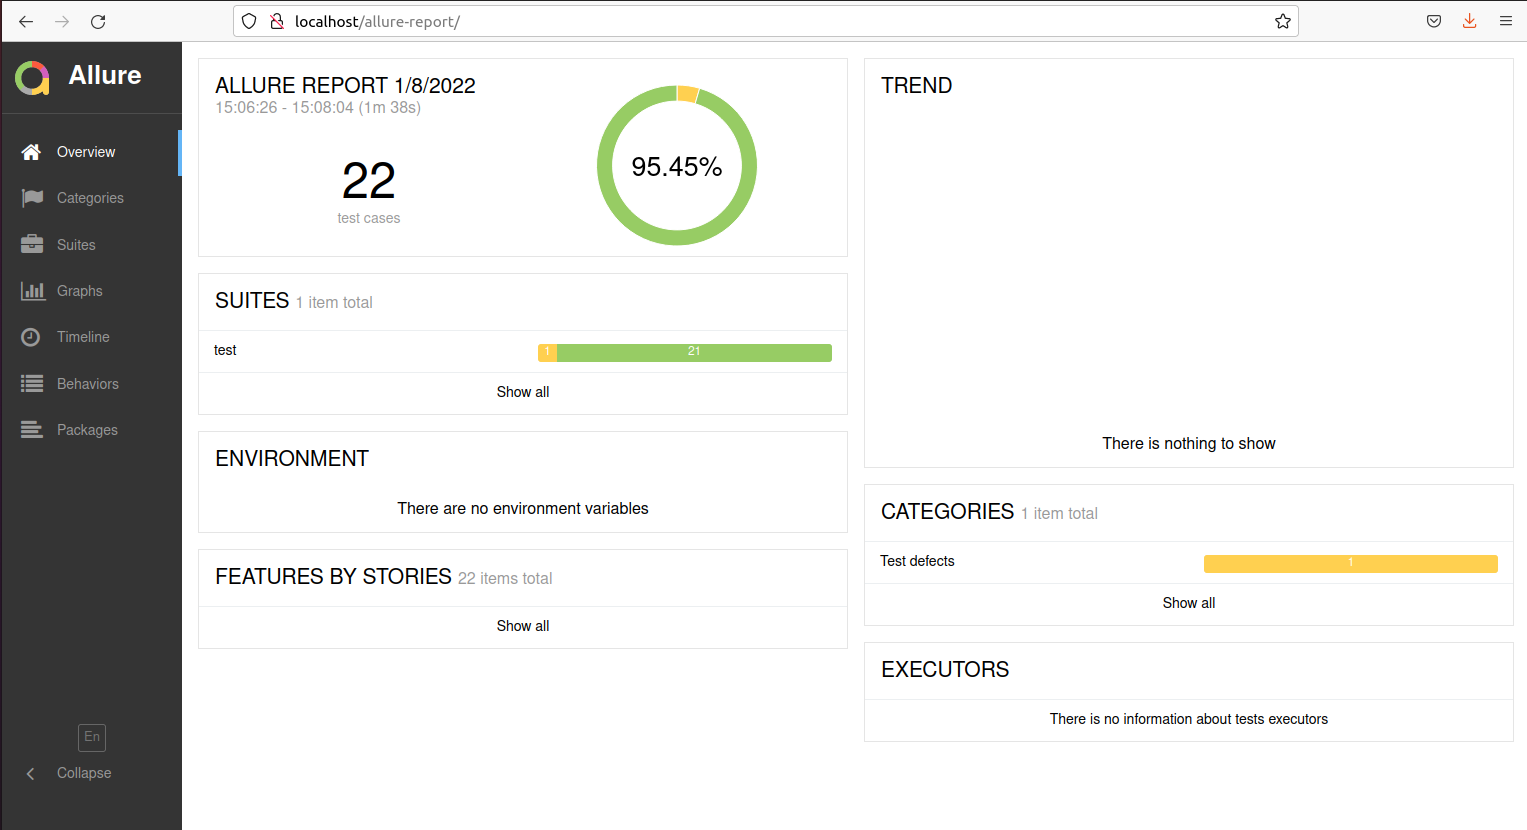 localhost/allure-report/
Allure
Overview
Categories
Suites
Graphs
Timeline
Behaviors
Packages
En
Collapse
ALLURE REPORT 1/8/2022
15:06:26 - 15:08:04 (1m 38s)
22
test cases
95.45%
SUITES 1 item total
test 1 21
Show all
ENVIRONMENT
There are no environment variables
FEATURES BY STORIES 22 items total
Show all
TREND
There is nothing to show
CATEGORIES 1 item total
Test defects 1
Show all
EXECUTORS
There is no information about tests executors